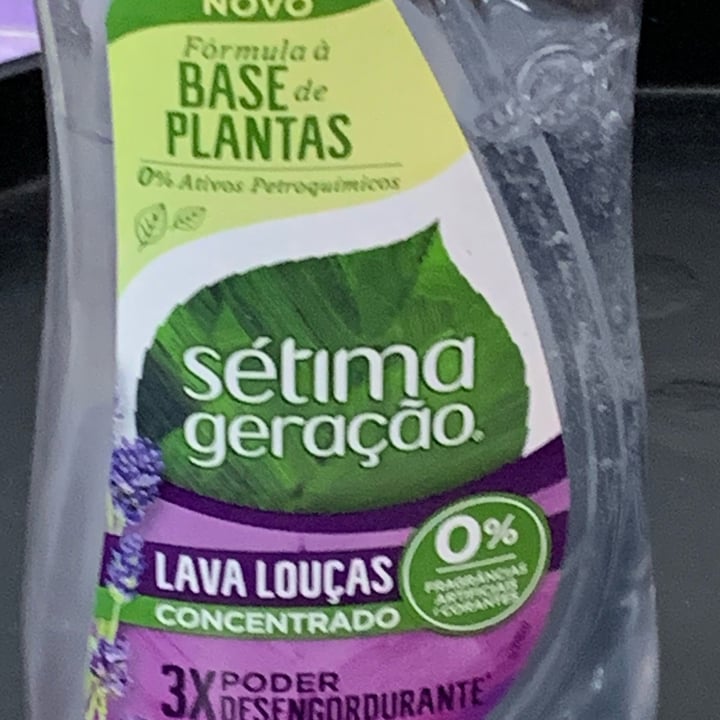 NOVO
Fórmula à
BASE de
PLANTAS
0% Ativos Petroquímicos
sétima
geração.
LAVA LOUÇAS
CONCENTRADO
0%
FRAGRÂNCIAS
ARTIFICIAIS
CORANTES
3X PODER
DESENGORDURANTE*